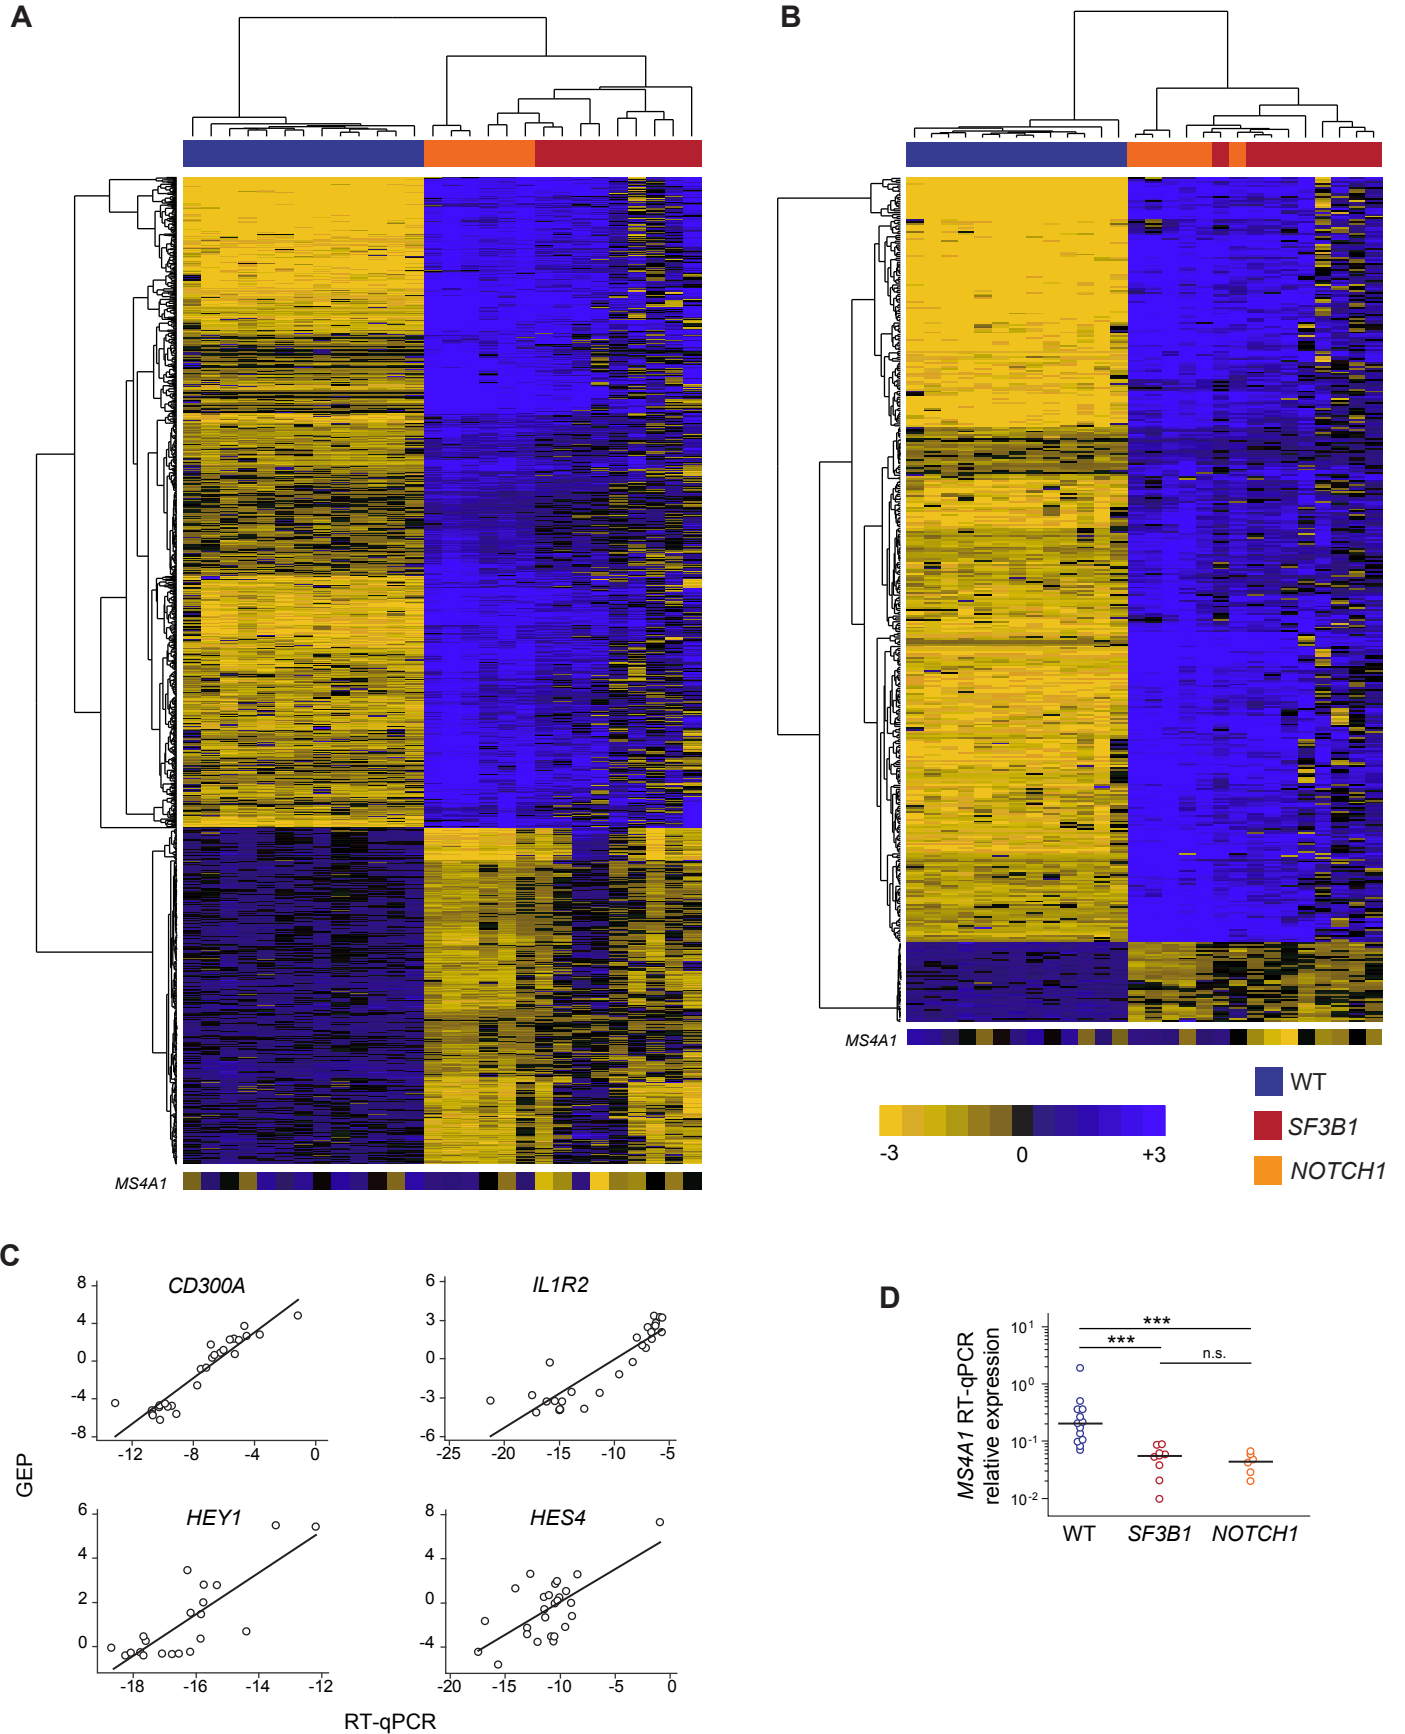 A
B
MS4A1
MS4A1
-3
0
+3
WT
SF3B1
NOTCH1
C
CD300A
8
4
0
-4
-8
-12
-8
-4
0
IL1R2
6
3
0
-3
-6
-25
-20
-15
-10
-5
GEP
HEY1
6
4
2
0
-18
-16
-14
-12
HES4
8
4
0
-4
-20
-15
-10
-5
0
RT-qPCR
D
MS4A1 RT-qPCR
relative expression
10¹
10⁰
10⁻¹
10⁻²
***
***
n.s.
WT
SF3B1
NOTCH1